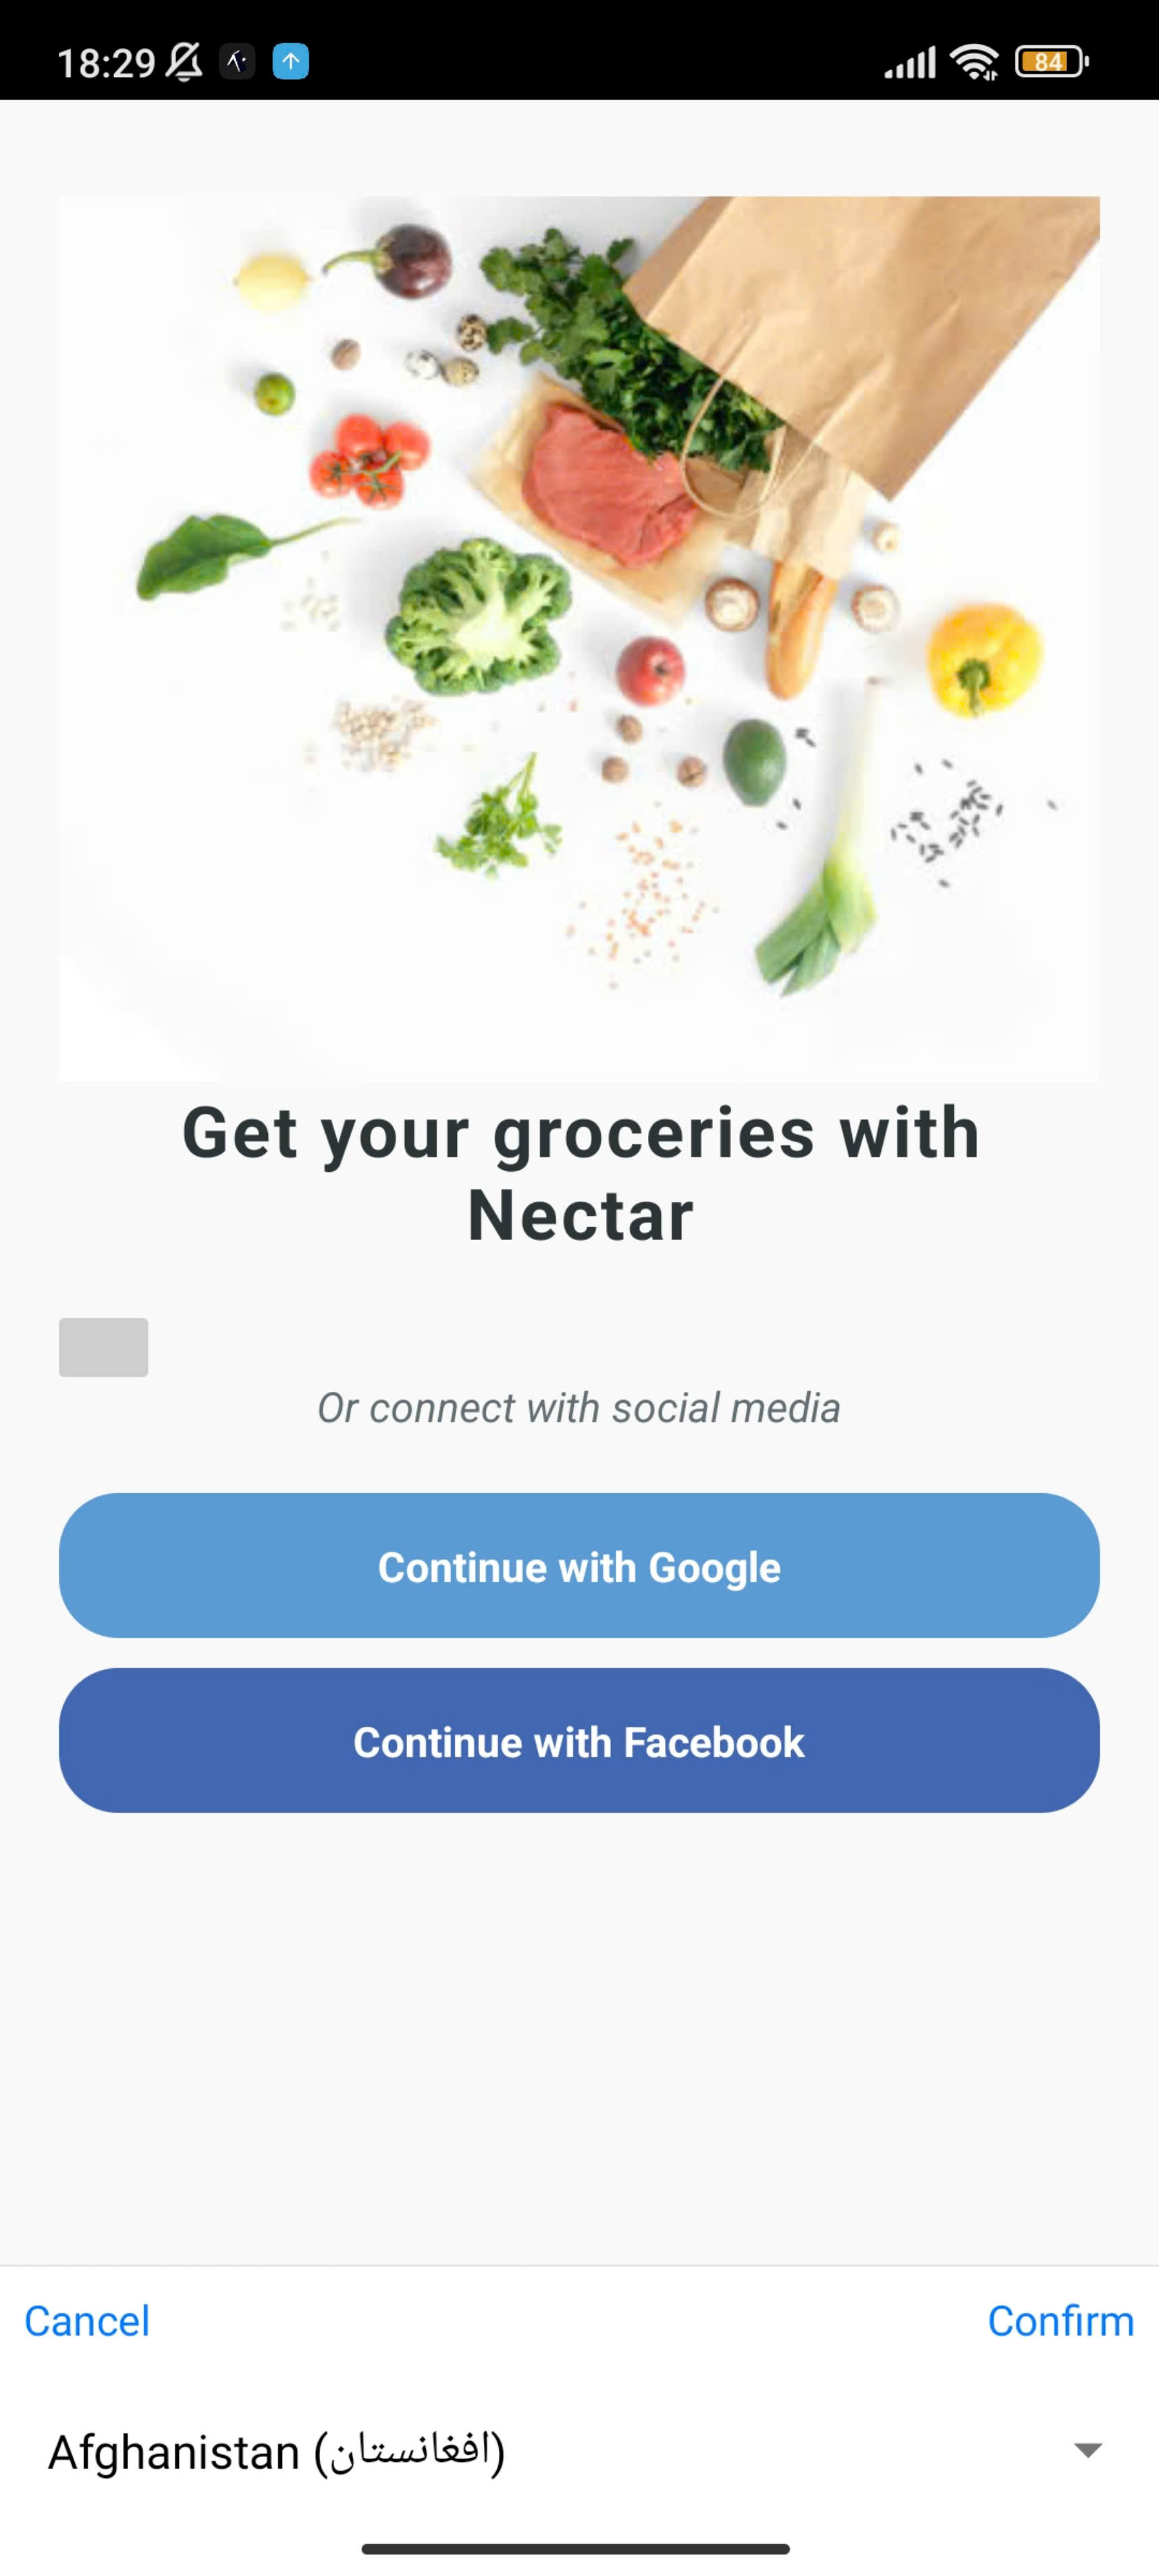 18:29
84
Get your groceries with
Nectar
Or connect with social media
Continue with Google
Continue with Facebook
Cancel
Confirm
Afghanistan (افغانستان)